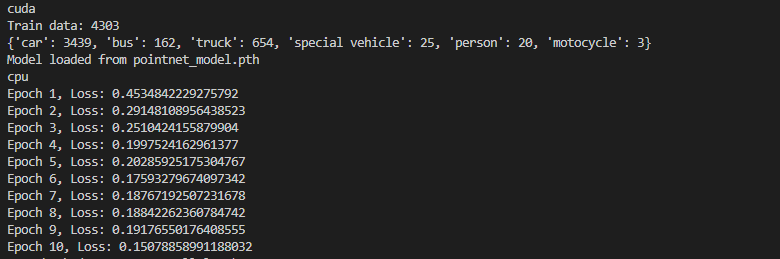 cuda
Train data: 4303
{'car': 3439, 'bus': 162, 'truck': 654, 'special vehicle': 25, 'person': 20, 'motocycle': 3}
Model loaded from pointnet_model.pth
cpu
Epoch 1, Loss: 0.4534842229275792
Epoch 2, Loss: 0.29148108956438523
Epoch 3, Loss: 0.2510424155879904
Epoch 4, Loss: 0.1997524162961377
Epoch 5, Loss: 0.20285925175304767
Epoch 6, Loss: 0.17593279674097342
Epoch 7, Loss: 0.18767192507231678
Epoch 8, Loss: 0.18842262360784742
Epoch 9, Loss: 0.19176550176408555
Epoch 10, Loss: 0.15078858991188032